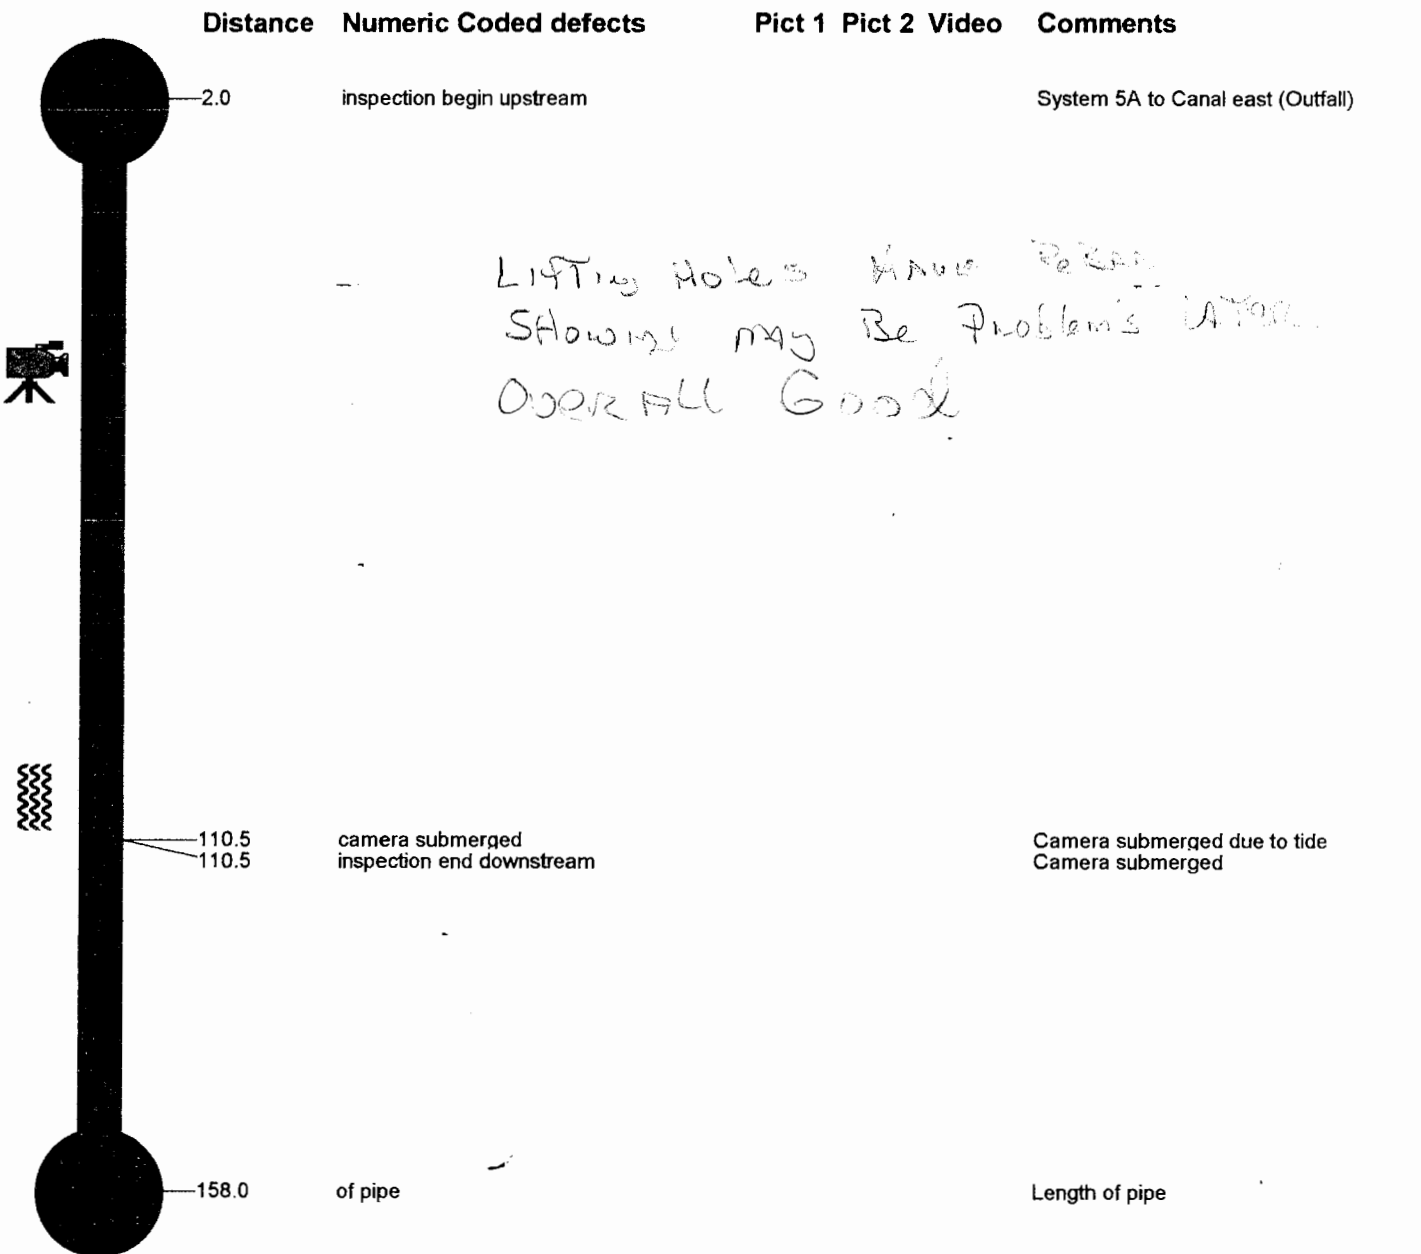 Distance Numeric Coded defects Pict 1 Pict 2 Video Comments
2.0 inspection begin upstream System 5A to Canal east (Outfall)
Lifting Holes Have
Showing may Be Problem's Later
Overall Good
110.5 camera submerged Camera submerged due to tide
110.5 inspection end downstream Camera submerged
158.0 of pipe Length of pipe